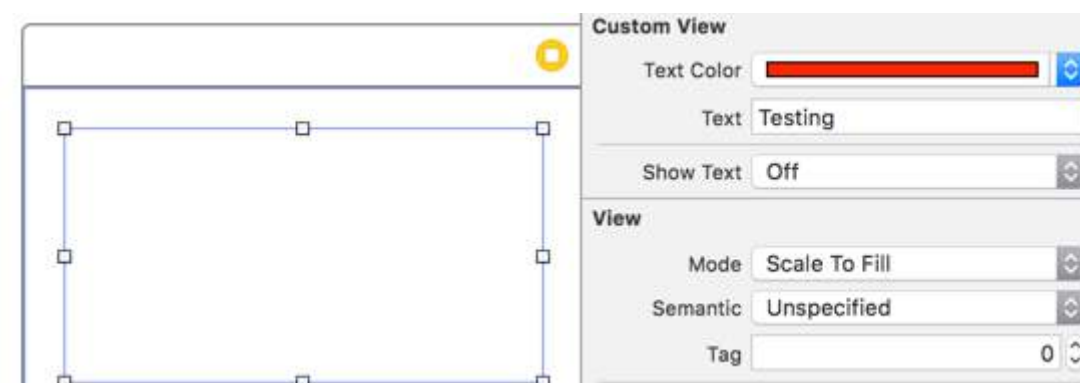 Custom View
Text Color
Text Testing
Show Text Off
View
Mode Scale To Fill
Semantic Unspecified
Tag 0